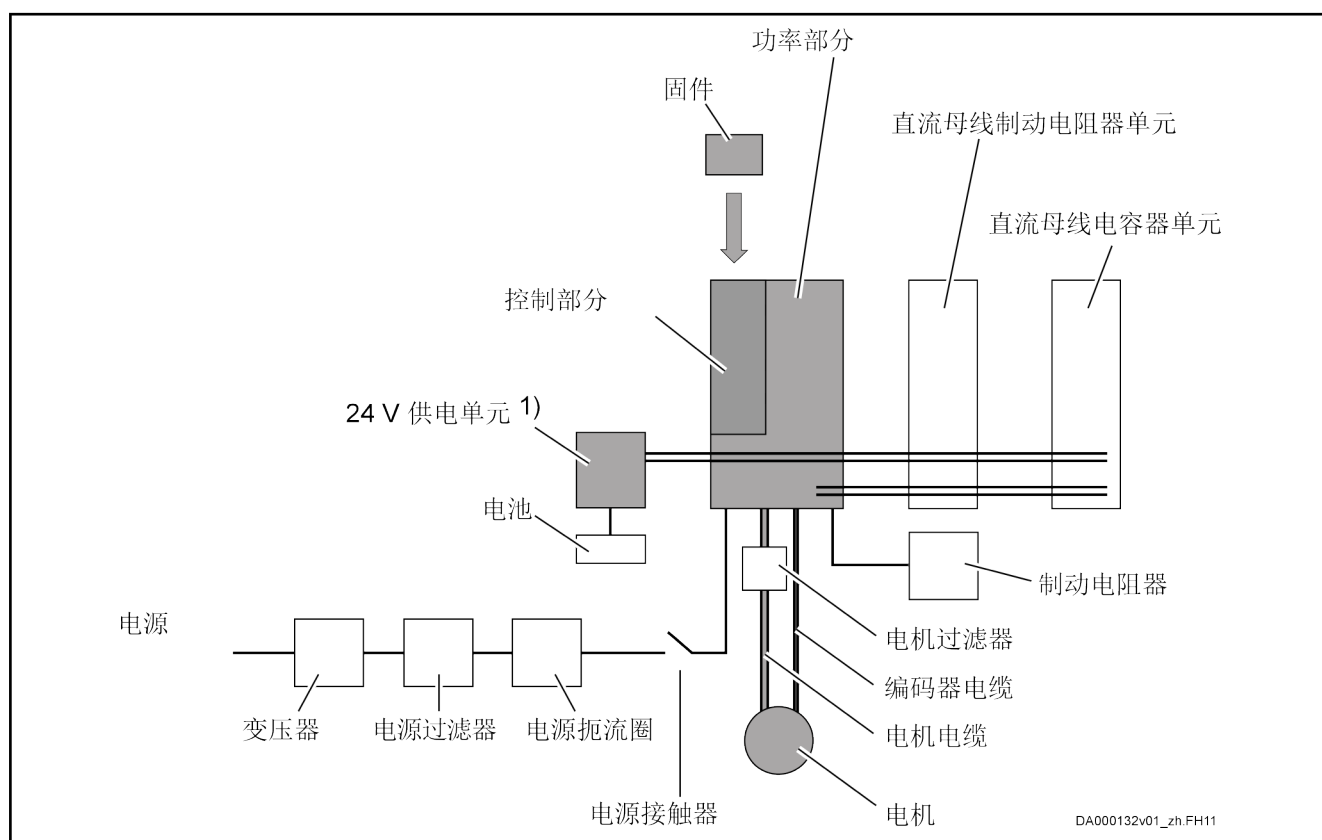 功率部分
固件
直流母线制动电阻器单元
直流母线电容器单元
控制部分
24 V 供电单元 1)
电池
制动电阻器
电源
电机过滤器
编码器电缆
变压器
电源过滤器
电源扼流圈
电机电缆
电源接触器
电机
DA000132v01_zh.FH11